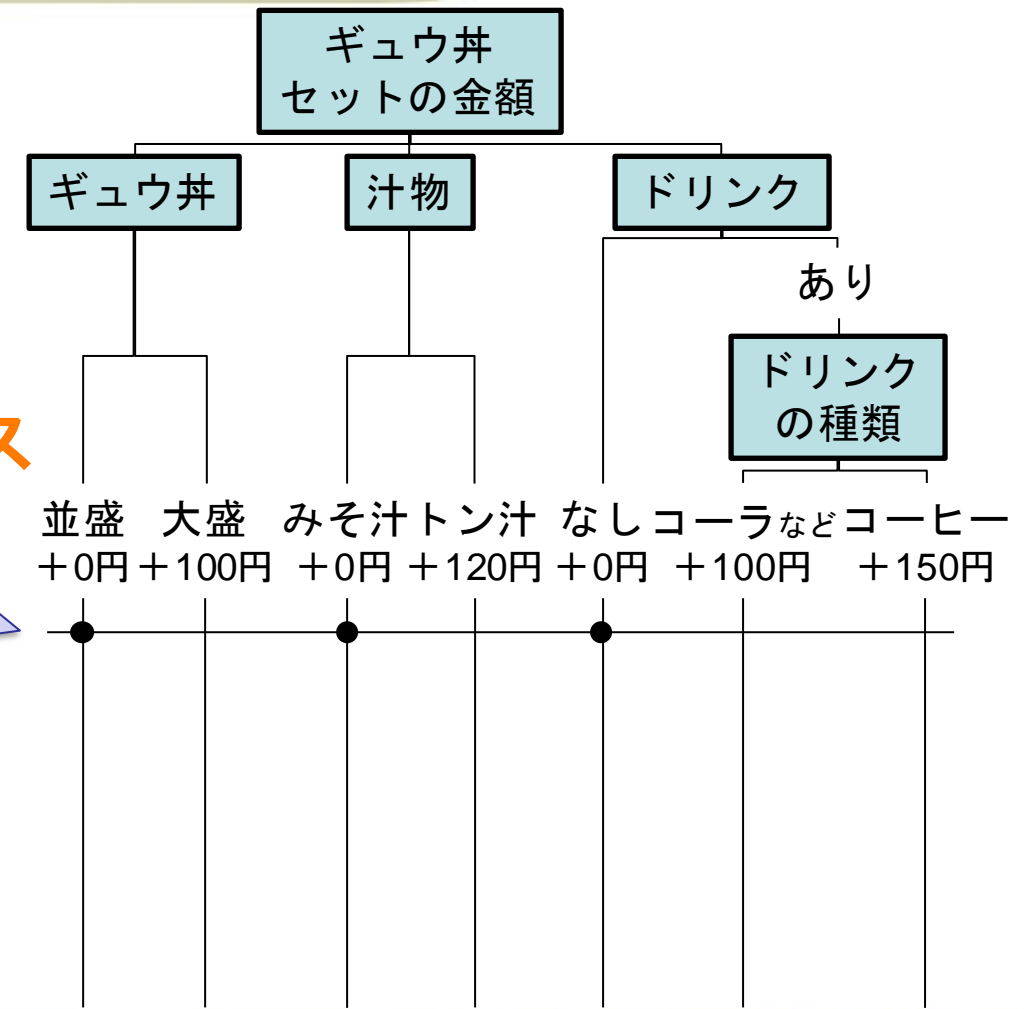 ギュウ丼
セットの金額
ギュウ丼
汁物
ドリンク
あり
ドリンク
の種類
ス
並盛 大盛 みそ汁 トン汁 なし コーラなど コーヒー
+0円 +100円 +0円 +120円 +0円 +100円 +150円